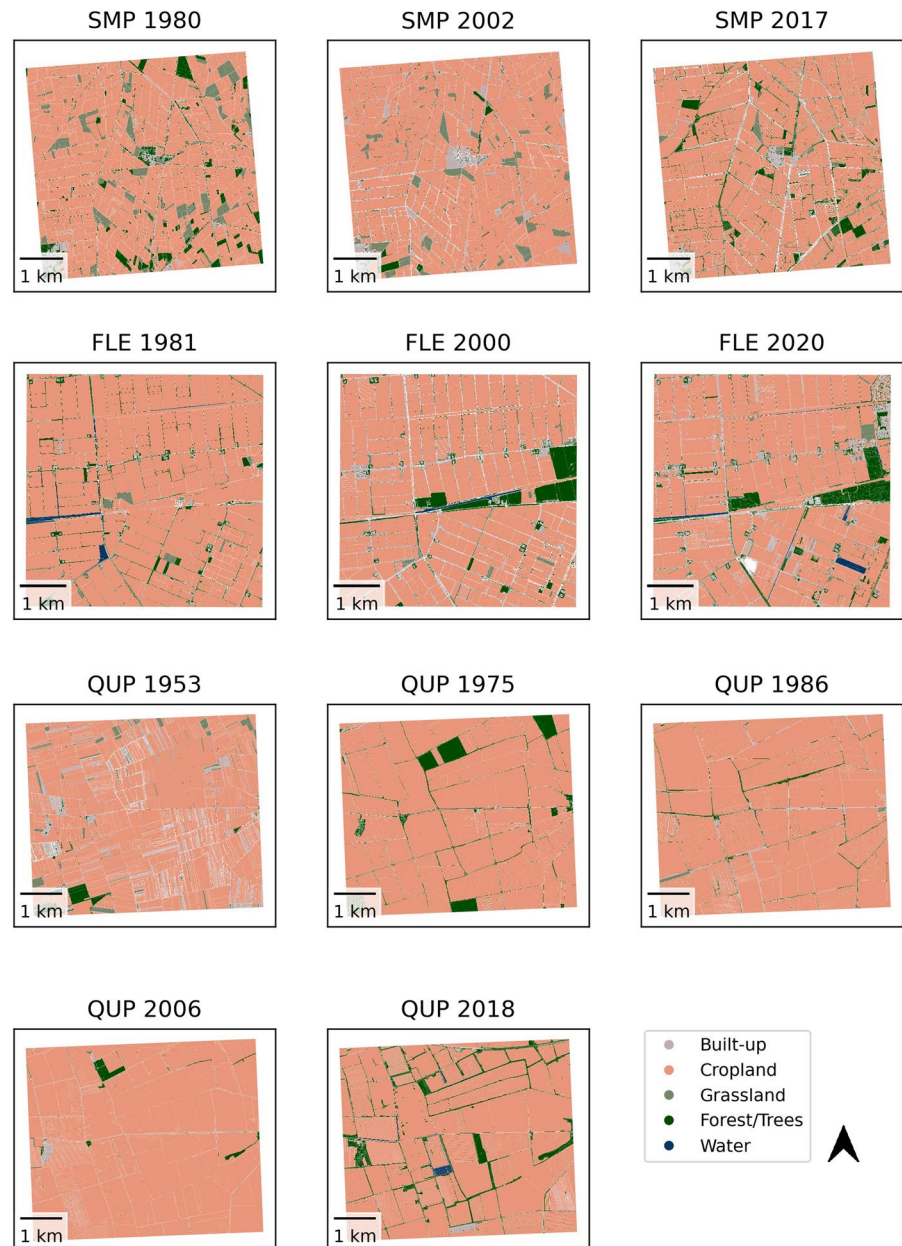 SMP 1980
SMP 2002
SMP 2017
1 km
1 km
1 km
FLE 1981
FLE 2000
FLE 2020
1 km
1 km
1 km
QUP 1953
QUP 1975
QUP 1986
1 km
1 km
1 km
QUP 2006
QUP 2018
Built-up
Cropland
Grassland
Forest/Trees
Water
1 km
1 km